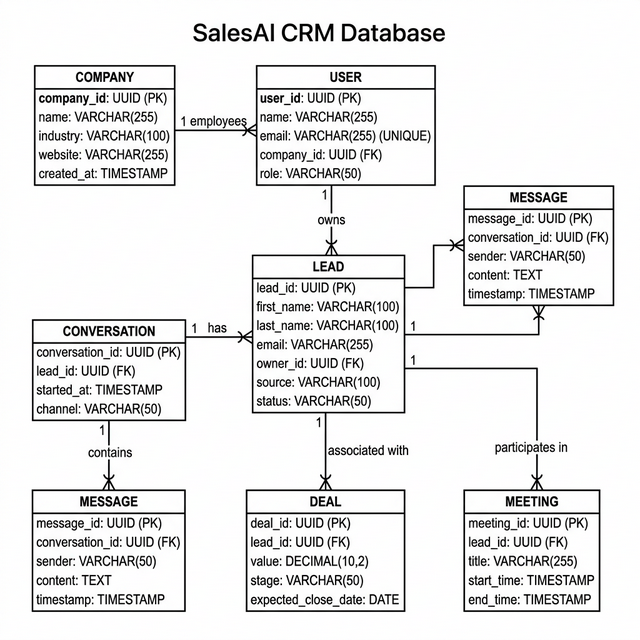 SalesAI CRM Database
COMPANY
company_id: UUID (PK)
name: VARCHAR(255)
industry: VARCHAR(100)
website: VARCHAR(255)
created_at: TIMESTAMP
1 employees
USER
user_id: UUID (PK)
name: VARCHAR(255)
email: VARCHAR(255) (UNIQUE)
company_id: UUID (FK)
role: VARCHAR(50)
1
owns
MESSAGE
message_id: UUID (PK)
conversation_id: UUID (FK)
sender: VARCHAR(50)
content: TEXT
timestamp: TIMESTAMP
LEAD
lead_id: UUID (PK)
first_name: VARCHAR(100)
last_name: VARCHAR(100)
email: VARCHAR(255)
owner_id: UUID (FK)
source: VARCHAR(100)
status: VARCHAR(50)
1
1
CONVERSATION
conversation_id: UUID (PK)
lead_id: UUID (FK)
started_at: TIMESTAMP
channel: VARCHAR(50)
1 has
1
contains
1
associated with
participates in
MESSAGE
message_id: UUID (PK)
conversation_id: UUID (FK)
sender: VARCHAR(50)
content: TEXT
timestamp: TIMESTAMP
DEAL
deal_id: UUID (PK)
lead_id: UUID (FK)
value: DECIMAL(10,2)
stage: VARCHAR(50)
expected_close_date: DATE
MEETING
meeting_id: UUID (PK)
lead_id: UUID (FK)
title: VARCHAR(255)
start_time: TIMESTAMP
end_time: TIMESTAMP